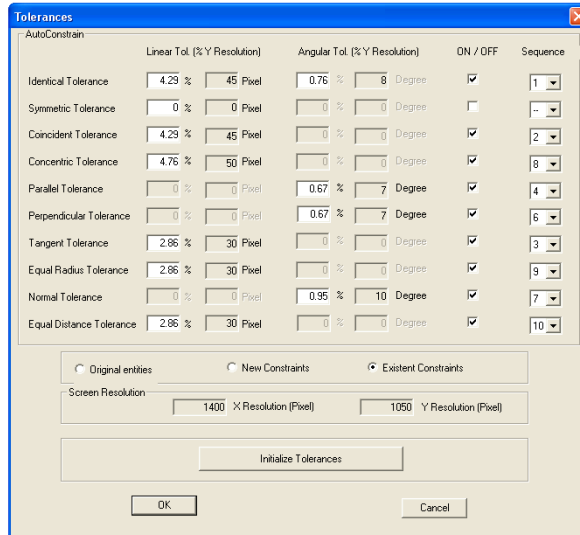 Tolerances
AutoConstrain
Linear Tol. (% Y Resolution) Angular Tol. (% Y Resolution) ON / OFF Sequence
Identical Tolerance 4.29 % 45 Pixel 0.76 % 8 Degree 1
Symmetric Tolerance 0 % 0 Pixel 0 % 0 Degree --
Coincident Tolerance 4.29 % 45 Pixel 0 % 0 Degree 2
Concentric Tolerance 4.76 % 50 Pixel 0 % 0 Degree 8
Parallel Tolerance 0 % 0 Pixel 0.67 % 7 Degree 4
Perpendicular Tolerance 0 % 0 Pixel 0.67 % 7 Degree 6
Tangent Tolerance 2.86 % 30 Pixel 0 % 0 Degree 3
Equal Radius Tolerance 2.86 % 30 Pixel 0 % 0 Degree 9
Normal Tolerance 0 % 0 Pixel 0.95 % 10 Degree 7
Equal Distance Tolerance 2.86 % 30 Pixel 0 % 0 Degree 10
Original entities New Constraints Existent Constraints
Screen Resolution
1400 X Resolution (Pixel) 1050 Y Resolution (Pixel)
Initialize Tolerances
OK Cancel